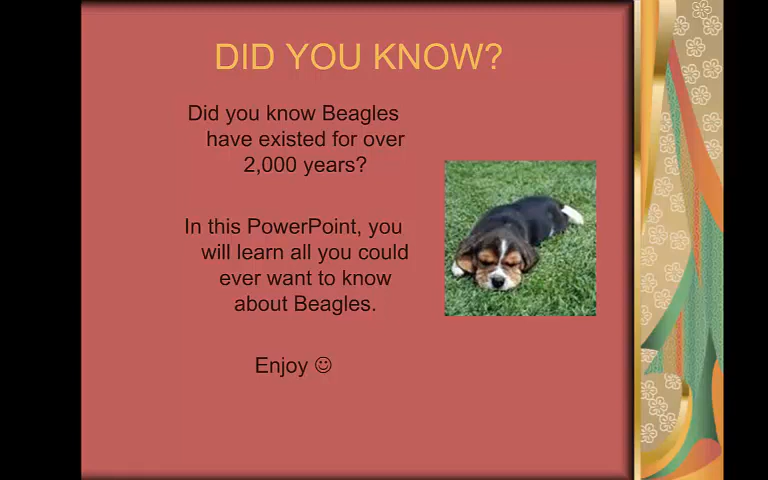 DID YOU KNOW?
Did you know Beagles
have existed for over
2,000 years?
In this PowerPoint, you
will learn all you could
ever want to know
about Beagles.
Enjoy ☺